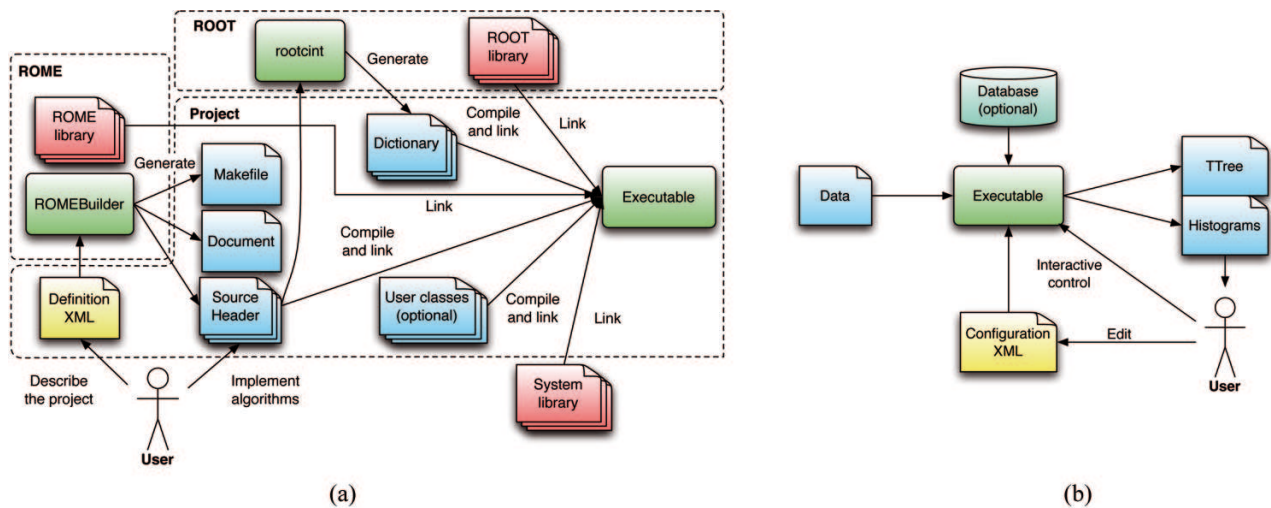 ROOT
rootcint
Generate
ROOT
library
ROME
ROME
library
Project
Compile
and link
Link
Generate
Makefile
Dictionary
ROMEBuilder
Link
Executable
Document
Compile
and link
Definition
XML
Source
Header
User classes
(optional)
Compile
and link
Link
Describe
the project
Implement
algorithms
System
library
User
(a)
Database
(optional)
Data
Executable
TTree
Histograms
Interactive
control
Configuration
XML
Edit
User
(b)